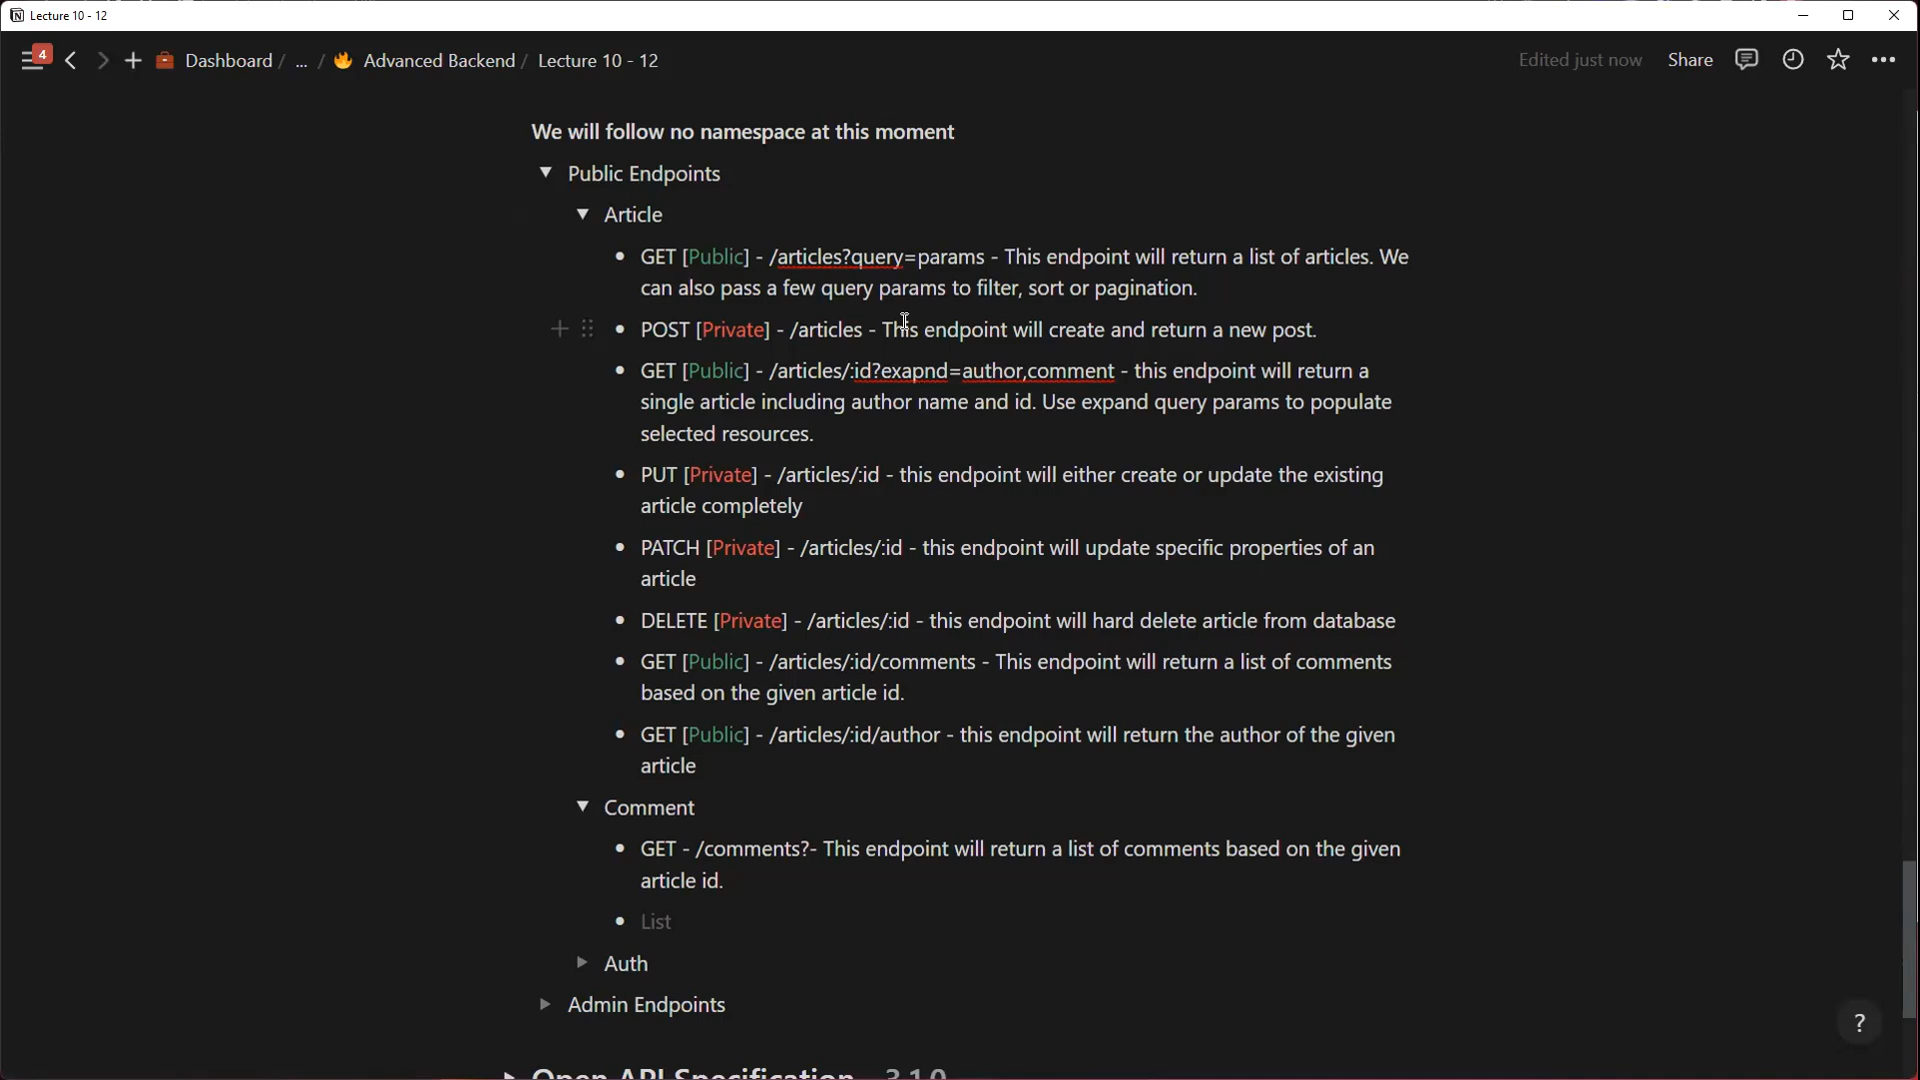 Lecture 10 - 12
4
Dashboard / ... / Advanced Backend / Lecture 10 - 12
Edited just now Share
We will follow no namespace at this moment
Public Endpoints
Article
GET [Public] - /articles?query=params - This endpoint will return a list of articles. We
can also pass a few query params to filter, sort or pagination.
POST [Private] - /articles - This endpoint will create and return a new post.
GET [Public] - /articles/:id?exapnd=author,comment - this endpoint will return a
single article including author name and id. Use expand query params to populate
selected resources.
PUT [Private] - /articles/:id - this endpoint will either create or update the existing
article completely
PATCH [Private] - /articles/:id - this endpoint will update specific properties of an
article
DELETE [Private] - /articles/:id - this endpoint will hard delete article from database
GET [Public] - /articles/:id/comments - This endpoint will return a list of comments
based on the given article id.
GET [Public] - /articles/:id/author - this endpoint will return the author of the given
article
Comment
GET - /comments?- This endpoint will return a list of comments based on the given
article id.
List
Auth
Admin Endpoints
?
Open API Specification - 3.1.0